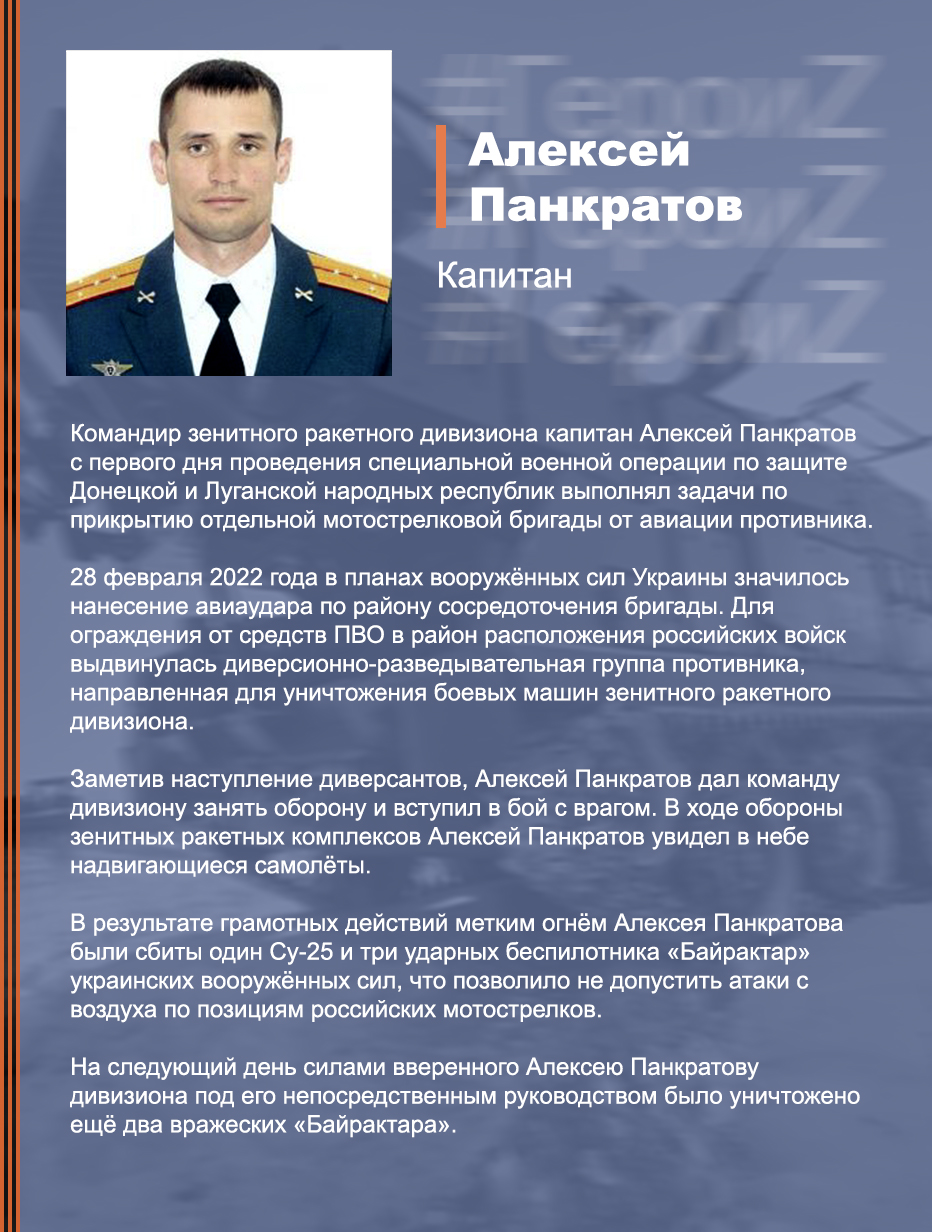 #ГероиZ
Алексей
Панкратов
#ГероиZ
Капитан
#ГероиZ
Командир зенитного ракетного дивизиона капитан Алексей Панкратов
с первого дня проведения специальной военной операции по защите
Донецкой и Луганской народных республик выполнял задачи по
прикрытию отдельной мотострелковой бригады от авиации противника.
28 февраля 2022 года в планах вооружённых сил Украины значилось
нанесение авиаудара по району сосредоточения бригады. Для
ограждения от средств ПВО в район расположения российских войск
выдвинулась диверсионно-разведывательная группа противника,
направленная для уничтожения боевых машин зенитного ракетного
дивизиона.
Заметив наступление диверсантов, Алексей Панкратов дал команду
дивизиону занять оборону и вступил в бой с врагом. В ходе обороны
зенитных ракетных комплексов Алексей Панкратов увидел в небе
надвигающиеся самолёты.
В результате грамотных действий метким огнём Алексея Панкратова
были сбиты один Су-25 и три ударных беспилотника «Байрактар»
украинских вооружённых сил, что позволило не допустить атаки с
воздуха по позициям российских мотострелков.
На следующий день силами вверенного Алексею Панкратову
дивизиона под его непосредственным руководством было уничтожено
ещё два вражеских «Байрактара».